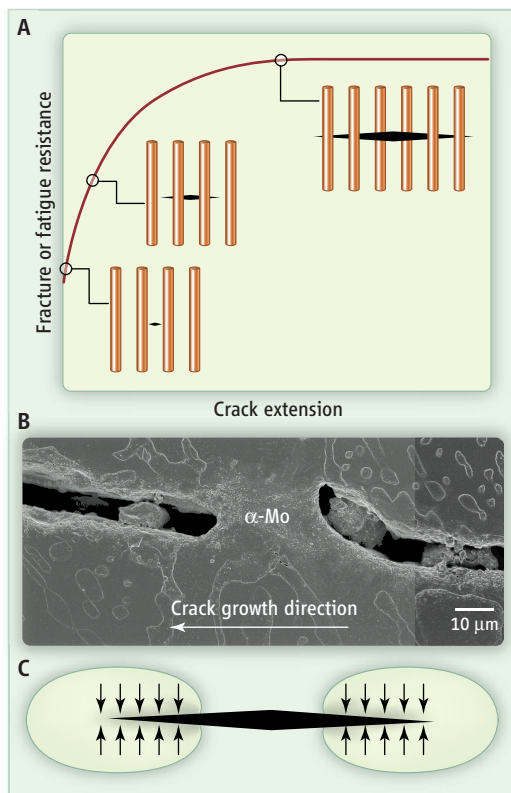 A
Fracture or fatigue resistance
Crack extension
B
α-Mo
Crack growth direction
10 μm
C